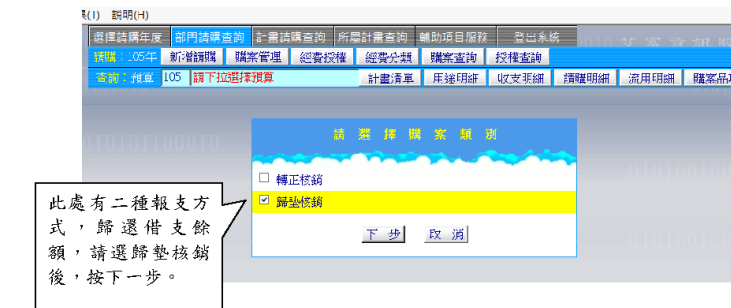 (I) 說明(H)
選擇請購年度 部門請購查詢 計畫請購查詢 所屬計畫查詢 輔助項目服務 登出系統
請購：105年 新增請購 購案管理 經費授權 經費分類 購案查詢 授權查詢
查詢：預算 105 請下拉選擇預算 計畫清單 用途明細 收支明細 請購明細 流用明細 購案品項
請選擇購案類別
轉正核銷
歸墊核銷
下 步 取 消
此處有二種報支方
式，歸還借支餘
額，請選歸墊核銷
後，按下一步。